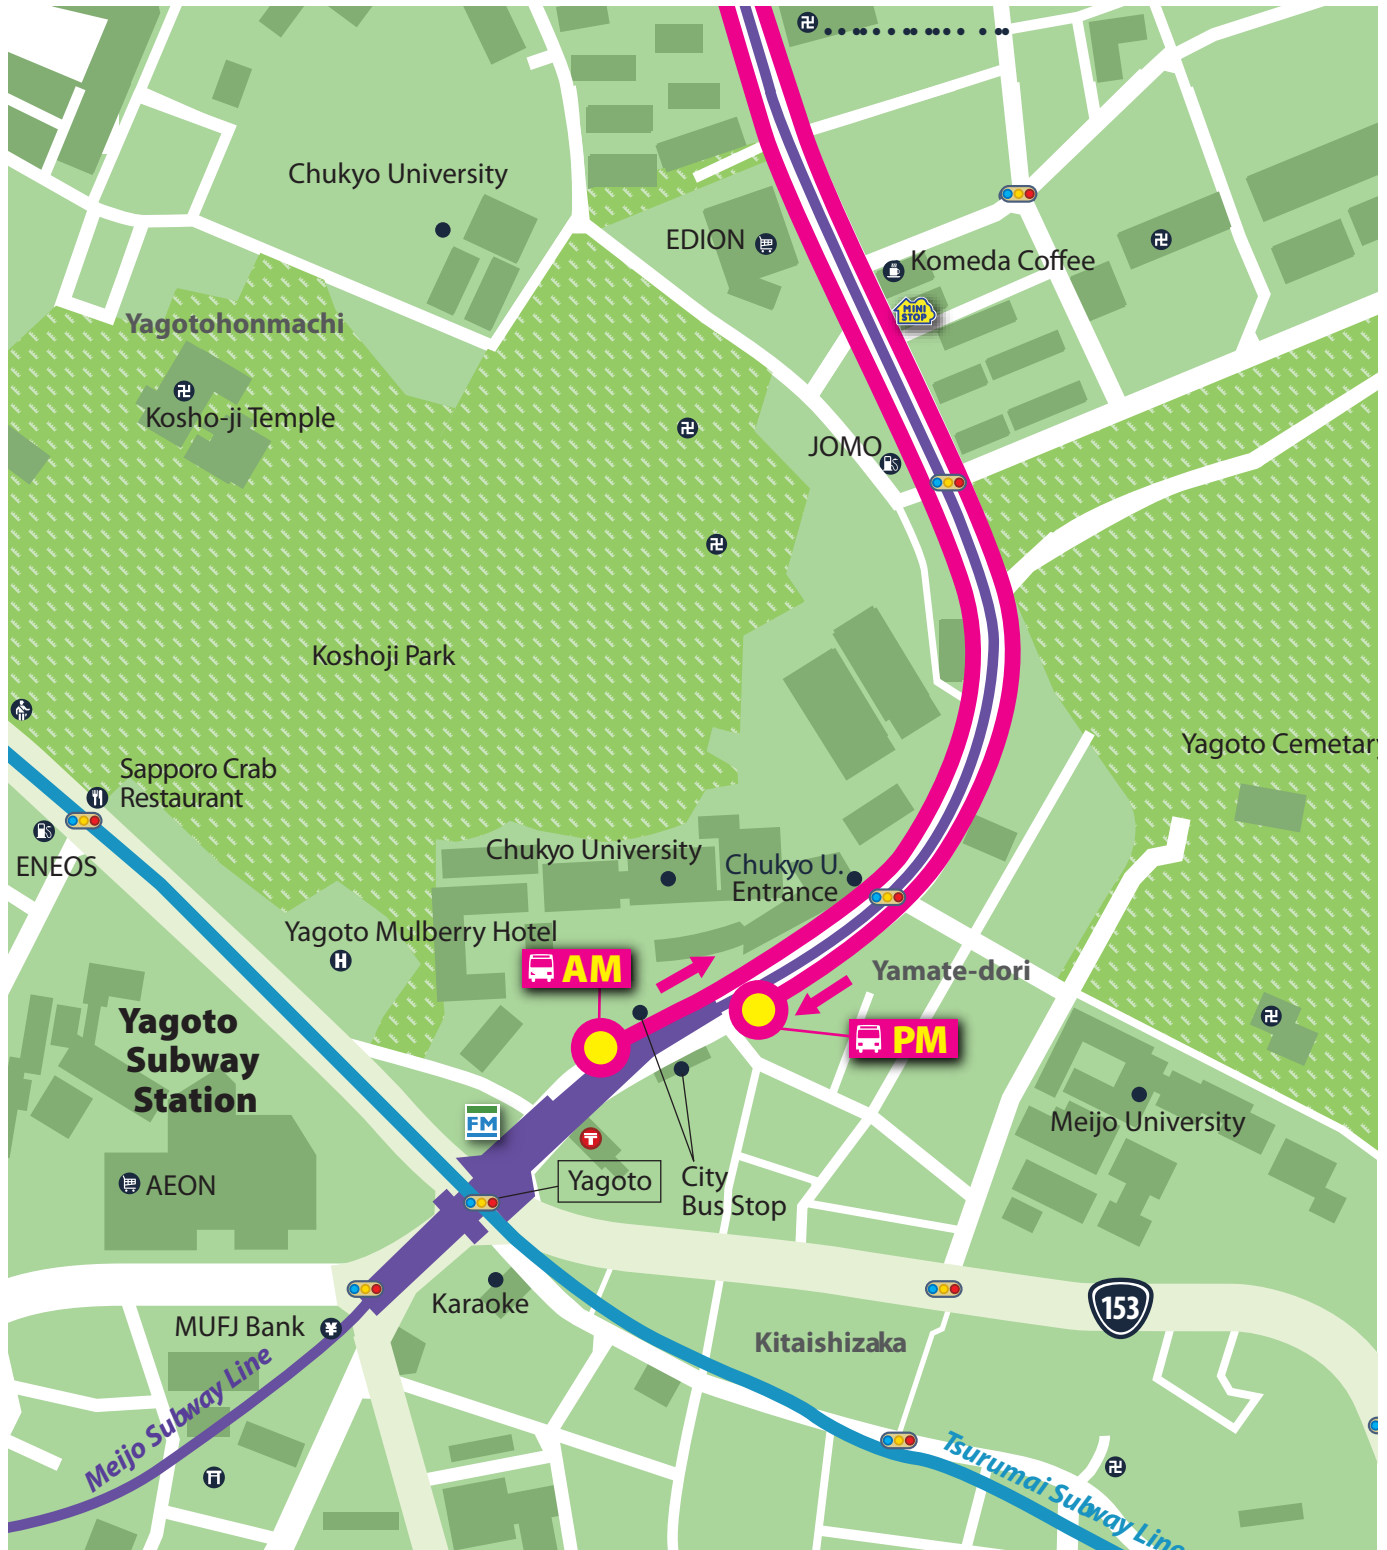 Chukyo University
EDION
Komeda Coffee
MINI
STOP
Yagotohonmachi
Kosho-ji Temple
JOMO
Koshoji Park
Yagoto Cemetary
Sapporo Crab
Restaurant
ENEOS
Chukyo University
Chukyo U.
Entrance
Yagoto Mulberry Hotel
H
AM
Yamate-dori
Yagoto
Subway
Station
PM
FM
Meijo University
AEON
Yagoto
City
Bus Stop
Karaoke
153
MUFJ Bank
¥
Kitaishizaka
Meijo Subway Line
Tsurumai Subway Line